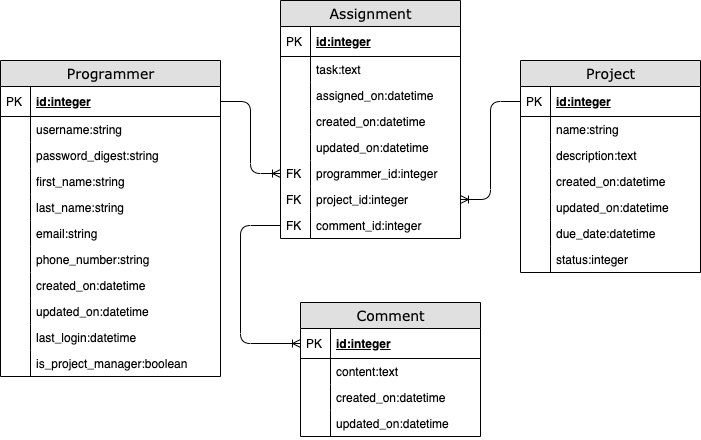 Assignment
PK id:integer
task:text
assigned_on:datetime
created_on:datetime
updated_on:datetime
FK programmer_id:integer
FK project_id:integer
FK comment_id:integer
Programmer
PK id:integer
username:string
password_digest:string
first_name:string
last_name:string
email:string
phone_number:string
created_on:datetime
updated_on:datetime
last_login:datetime
is_project_manager:boolean
Project
PK id:integer
name:string
description:text
created_on:datetime
updated_on:datetime
due_date:datetime
status:integer
Comment
PK id:integer
content:text
created_on:datetime
updated_on:datetime